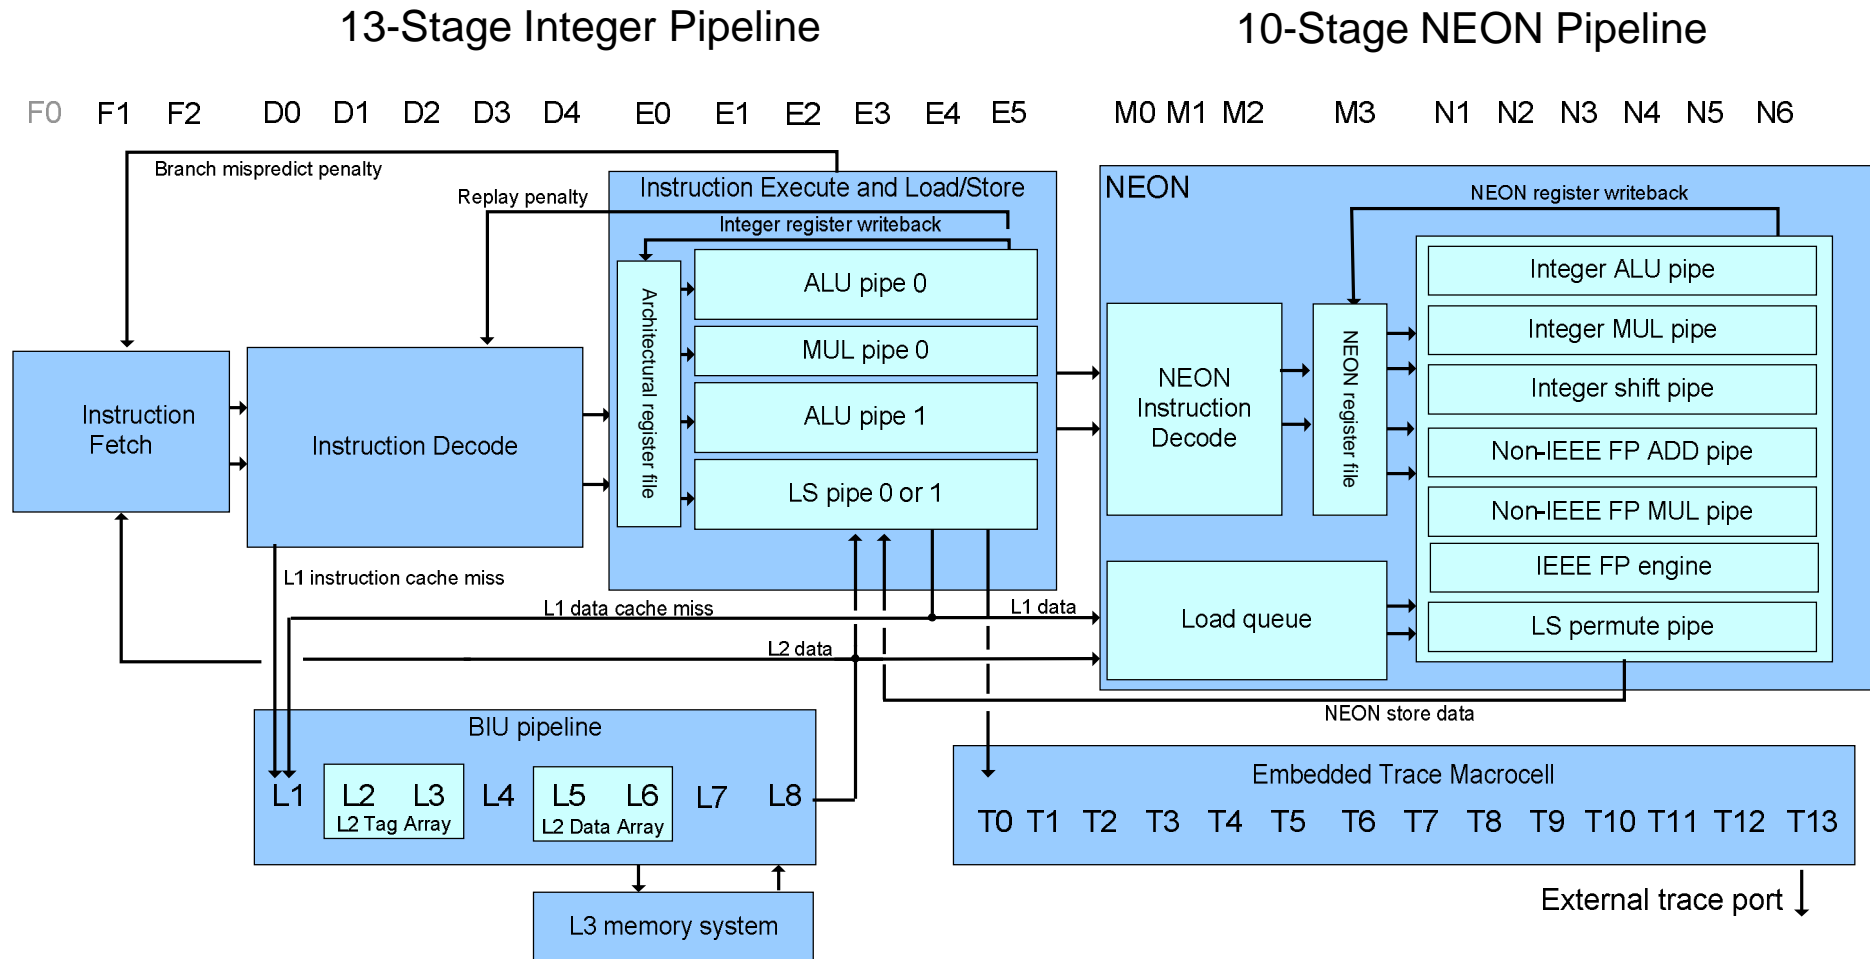 13-Stage Integer Pipeline
10-Stage NEON Pipeline
F0 F1 F2 D0 D1 D2 D3 D4 E0 E1 E2 E3 E4 E5
M0 M1 M2 M3 N1 N2 N3 N4 N5 N6
Branch mispredict penalty
Replay penalty
Instruction Execute and Load/Store
Integer register writeback
Architectural register file
ALU pipe 0
MUL pipe 0
ALU pipe 1
LS pipe 0 or 1
Instruction
Fetch
Instruction Decode
NEON
NEON register writeback
NEON
Instruction
Decode
NEON register file
Integer ALU pipe
Integer MUL pipe
Integer shift pipe
Non-IEEE FP ADD pipe
Non-IEEE FP MUL pipe
IEEE FP engine
LS permute pipe
Load queue
L1 instruction cache miss
L1 data cache miss
L1 data
L2 data
NEON store data
BIU pipeline
L1 L2 L3 L4 L5 L6 L7 L8
L2 Tag Array
L2 Data Array
L3 memory system
Embedded Trace Macrocell
T0 T1 T2 T3 T4 T5 T6 T7 T8 T9 T10 T11 T12 T13
External trace port